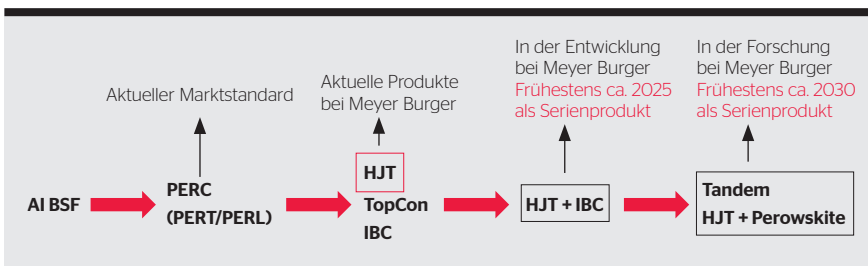 Aktueller Marktstandard
Aktuelle Produkte
bei Meyer Burger
In der Entwicklung
bei Meyer Burger
Frühestens ca. 2025
als Serienprodukt
In der Forschung
bei Meyer Burger
Frühestens ca. 2030
als Serienprodukt
AI BSF
PERC
(PERT/PERL)
HJT
TopCon
IBC
HJT + IBC
Tandem
HJT + Perowskite